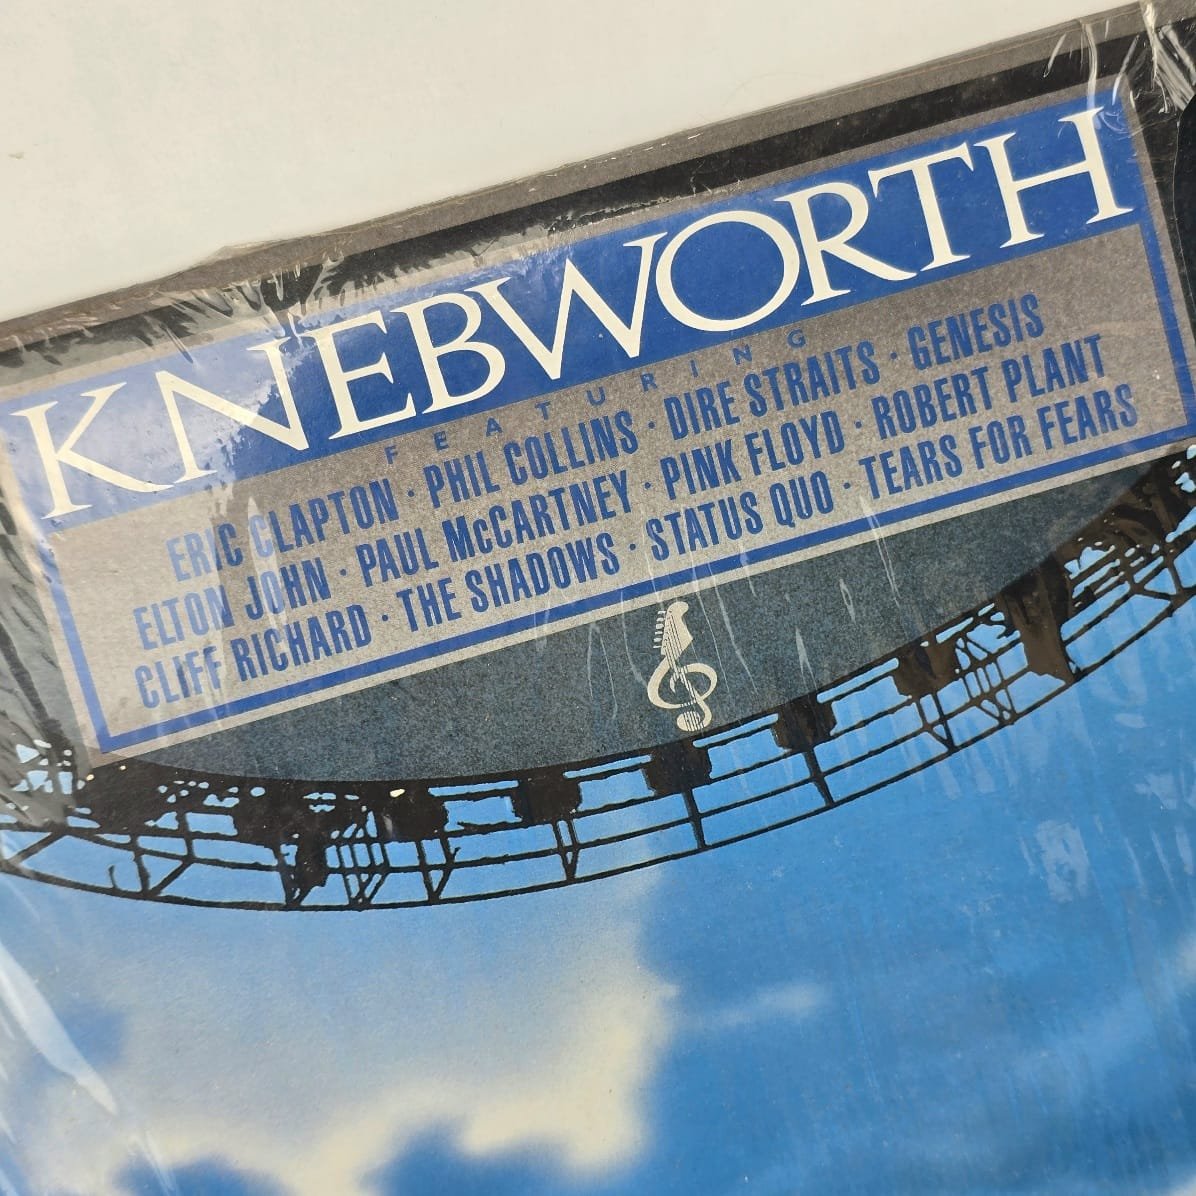 KNEBWORTH
FEATURING
ERIC CLAPTON · PHIL COLLINS · DIRE STRAITS · GENESIS
ELTON JOHN · PAUL McCARTNEY · PINK FLOYD · ROBERT PLANT
CLIFF RICHARD · THE SHADOWS · STATUS QUO · TEARS FOR FEARS